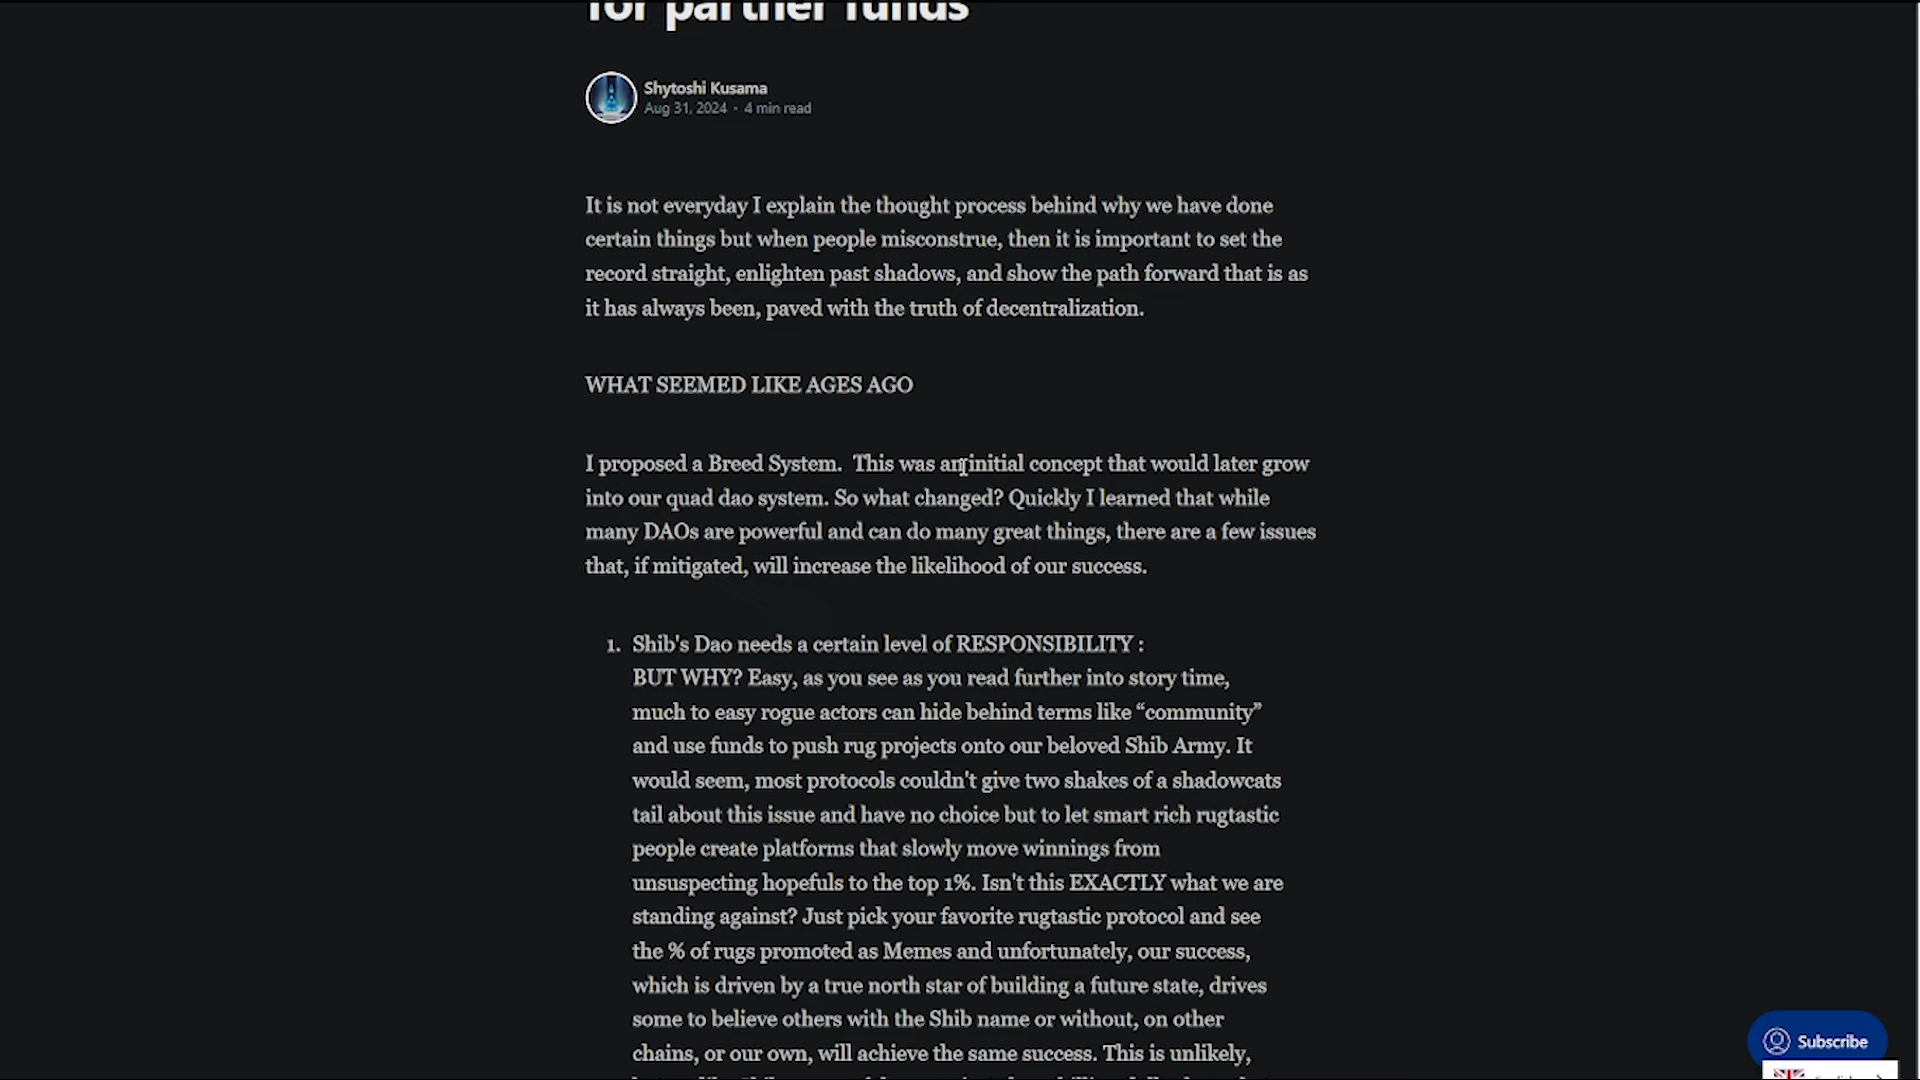 for partner funds
Shytoshi Kusama
Aug 31, 2024 • 4 min read
It is not everyday I explain the thought process behind why we have done
certain things but when people misconstrue, then it is important to set the
record straight, enlighten past shadows, and show the path forward that is as
it has always been, paved with the truth of decentralization.
WHAT SEEMED LIKE AGES AGO
I proposed a Breed System. This was an initial concept that would later grow
into our quad dao system. So what changed? Quickly I learned that while
many DAOs are powerful and can do many great things, there are a few issues
that, if mitigated, will increase the likelihood of our success.
1. Shib's Dao needs a certain level of RESPONSIBILITY :
BUT WHY? Easy, as you see as you read further into story time,
much to easy rogue actors can hide behind terms like “community”
and use funds to push rug projects onto our beloved Shib Army. It
would seem, most protocols couldn't give two shakes of a shadowcats
tail about this issue and have no choice but to let smart rich rugtastic
people create platforms that slowly move winnings from
unsuspecting hopefuls to the top 1%. Isn't this EXACTLY what we are
standing against? Just pick your favorite rugtastic protocol and see
the % of rugs promoted as Memes and unfortunately, our success,
which is driven by a true north star of building a future state, drives
some to believe others with the Shib name or without, on other
chains, or our own, will achieve the same success. This is unlikely,
Subscribe